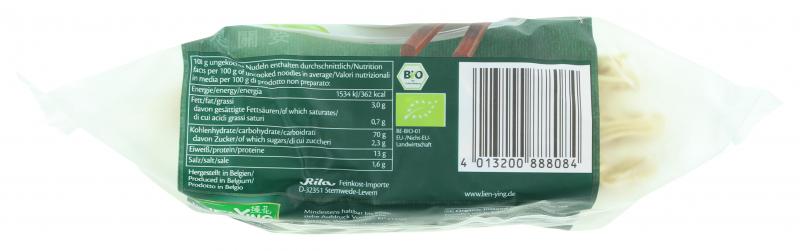 100 g ungekochte Nudeln enthalten durchschnittlich/Nutrition
facts per 100 g of uncooked noodles in average/Valori nutrizionali
in media per 100 g di prodotto non preparato:
Energie/energy/energia 1534 kJ/362 kcal
Fett/fat/grassi 3,0 g
davon gesättigte Fettsäuren/of which saturates/
di cui acidi grassi saturi 0,7 g
Kohlenhydrate/carbohydrate/carboidrati 70 g
davon Zucker/of which sugars/di cui zuccheri 2,3 g
Eiweiß/protein/proteine 13 g
Salz/salt/sale 1,6 g
Hergestellt in Belgien/
Produced in Belgium/
Prodotto in Belgio
Rila Feinkost-Importe
D-32351 Stemwede-Levern
Bio
BE-BIO-01
EU-/Nicht-EU-
Landwirtschaft
4 013200 888084
www.lien-ying.de
Mindestens haltbar bis
siehe Aufdruck